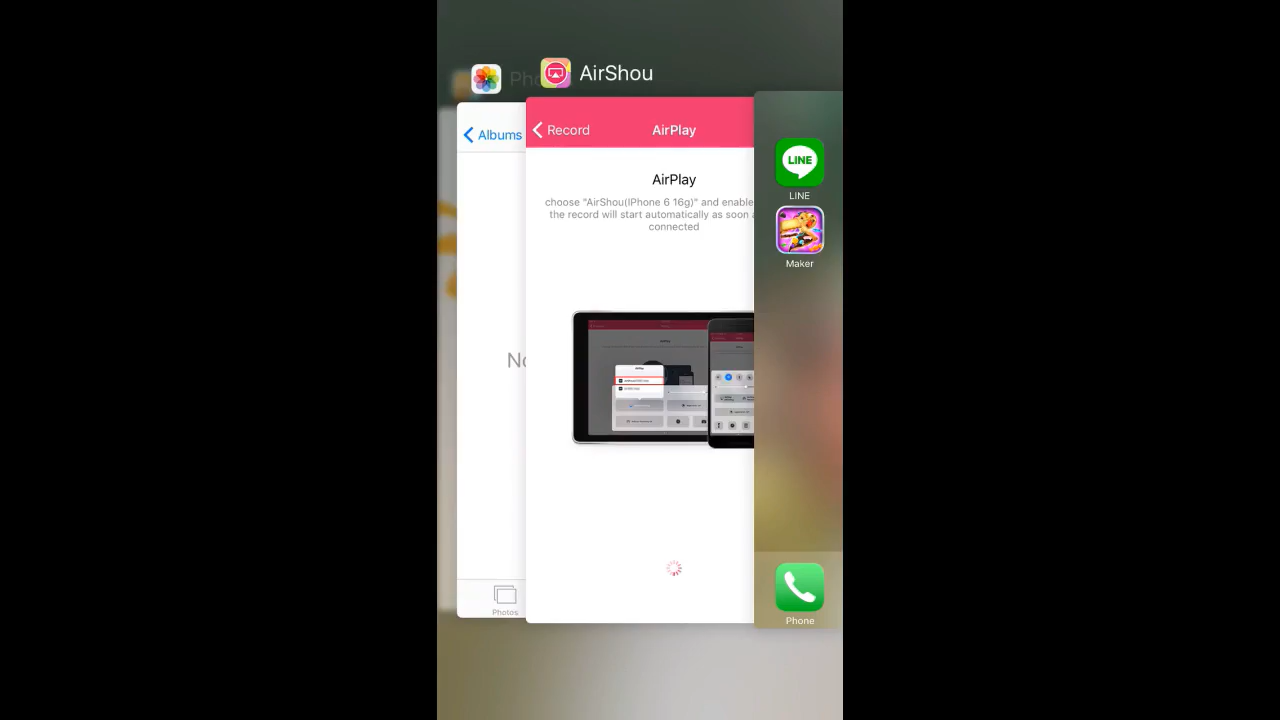 AirShou
Albums
Record
AirPlay
AirPlay
choose "AirShou(IPhone 6 16g)" and enable
the record will start automatically as soon
connected
No
Photos
LINE
LINE
Maker
Phone